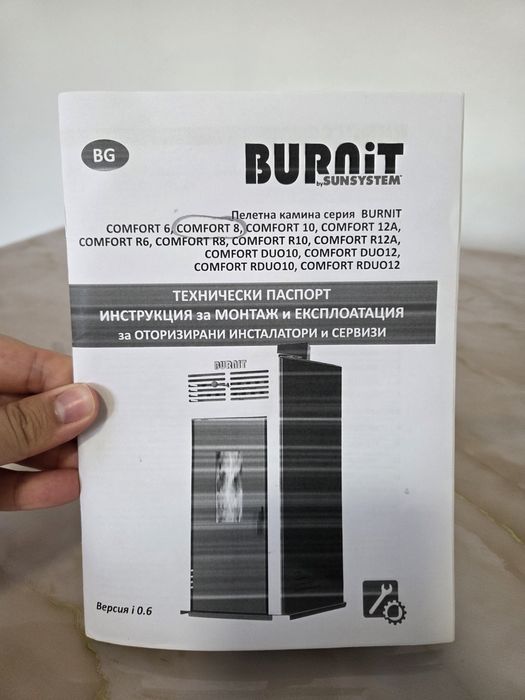 BG
BURNiT
by SUNSYSTEM
Пелетна камина серия BURNIT
COMFORT 6, COMFORT 8, COMFORT 10, COMFORT 12A,
COMFORT R6, COMFORT R8, COMFORT R10, COMFORT R12A,
COMFORT DUO10, COMFORT DUO12,
COMFORT RDUO10, COMFORT RDUO12
ТЕХНИЧЕСКИ ПАСПОРТ
ИНСТРУКЦИЯ за МОНТАЖ и ЕКСПЛОАТАЦИЯ
за ОТОРИЗИРАНИ ИНСТАЛАТОРИ и СЕРВИЗИ
BURNIT
Версия i 0.6